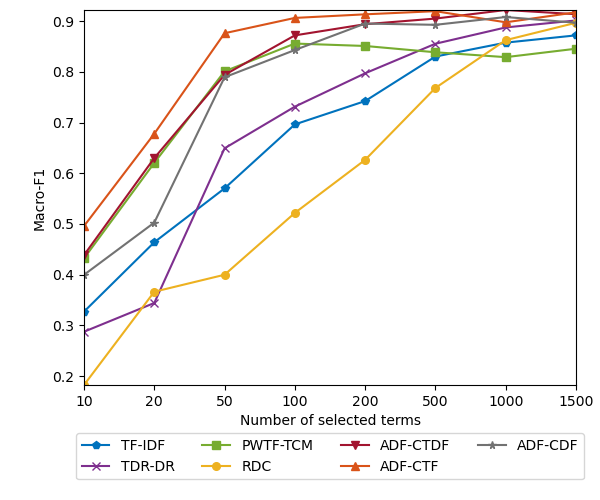 0.9
0.8
0.7
0.6
0.5
0.4
0.3
0.2
Macro-F1
10 20 50 100 200 500 1000 1500
Number of selected terms
TF-IDF PWTF-TCM ADF-CTDF ADF-CDF
TDR-DR RDC ADF-CTF